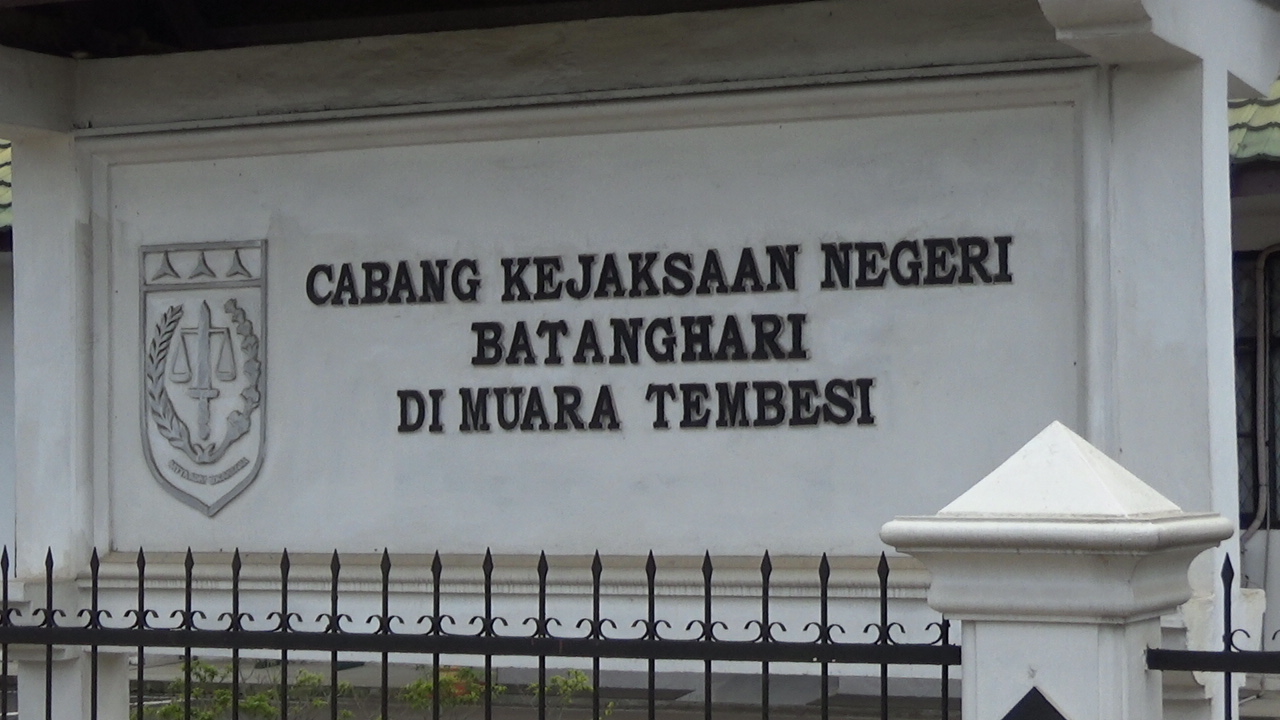 CABANG KEJAKSAAN NEGERI
BATANGHARI
DI MUARA TEMBESI